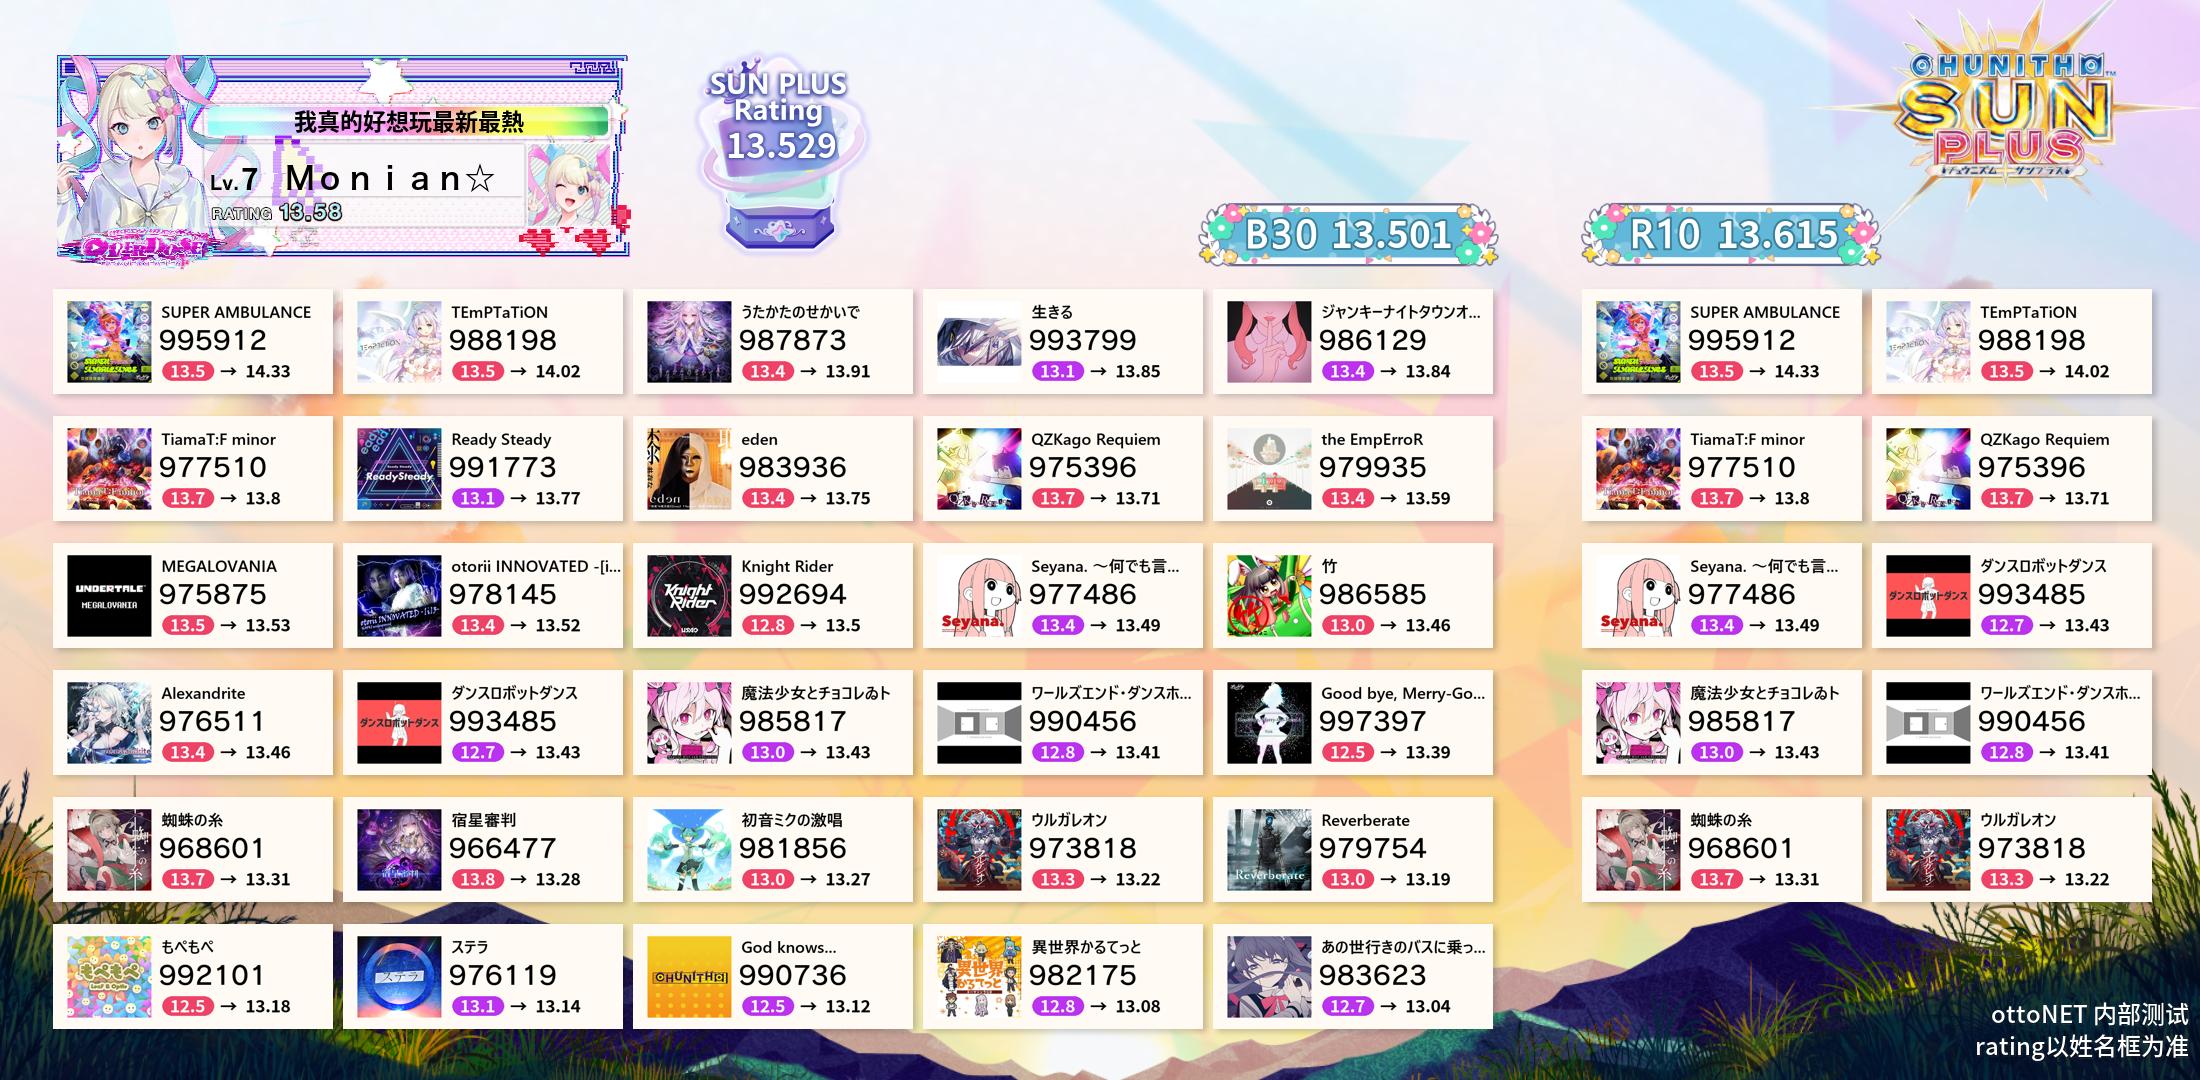 我真的好想玩最新最熱
Lv.7 Monian☆
RATING 13.58
OVERDOSE
SUN PLUS
Rating
13.529
CHUNITHM
SUN
PLUS
チュウニズム サンプラス
B30 13.501
R10 13.615
SUPER AMBULANCE
995912
13.5 → 14.33
TEmPTaTiON
988198
13.5 → 14.02
うたかたのせかいで
987873
13.4 → 13.91
生きる
993799
13.1 → 13.85
ジャンキーナイトタウンオ...
986129
13.4 → 13.84
TiamaT:F minor
977510
13.7 → 13.8
Ready Steady
991773
13.1 → 13.77
eden
983936
13.4 → 13.75
QZKago Requiem
975396
13.7 → 13.71
the EmpErroR
979935
13.4 → 13.59
MEGALOVANIA
975875
13.5 → 13.53
otorii INNOVATED -[i...
978145
13.4 → 13.52
Knight Rider
992694
12.8 → 13.5
Seyana. ～何でも言...
977486
13.4 → 13.49
竹
986585
13.0 → 13.46
Alexandrite
976511
13.4 → 13.46
ダンスロボットダンス
993485
12.7 → 13.43
魔法少女とチョコレゐト
985817
13.0 → 13.43
ワールズエンド・ダンスホ...
990456
12.8 → 13.41
Good bye, Merry-Go...
997397
12.5 → 13.39
蜘蛛の糸
968601
13.7 → 13.31
宿星審判
966477
13.8 → 13.28
初音ミクの激唱
981856
13.0 → 13.27
ウルガレオン
973818
13.3 → 13.22
Reverberate
979754
13.0 → 13.19
もぺもぺ
992101
12.5 → 13.18
ステラ
976119
13.1 → 13.14
God knows...
990736
12.5 → 13.12
異世界かるてっと
982175
12.8 → 13.08
あの世行きのバスに乗っ...
983623
12.7 → 13.04
SUPER AMBULANCE
995912
13.5 → 14.33
TEmPTaTiON
988198
13.5 → 14.02
TiamaT:F minor
977510
13.7 → 13.8
QZKago Requiem
975396
13.7 → 13.71
Seyana. ～何でも言...
977486
13.4 → 13.49
ダンスロボットダンス
993485
12.7 → 13.43
魔法少女とチョコレゐト
985817
13.0 → 13.43
ワールズエンド・ダンスホ...
990456
12.8 → 13.41
蜘蛛の糸
968601
13.7 → 13.31
ウルガレオン
973818
13.3 → 13.22
ottoNET 内部测试
rating以姓名框为准